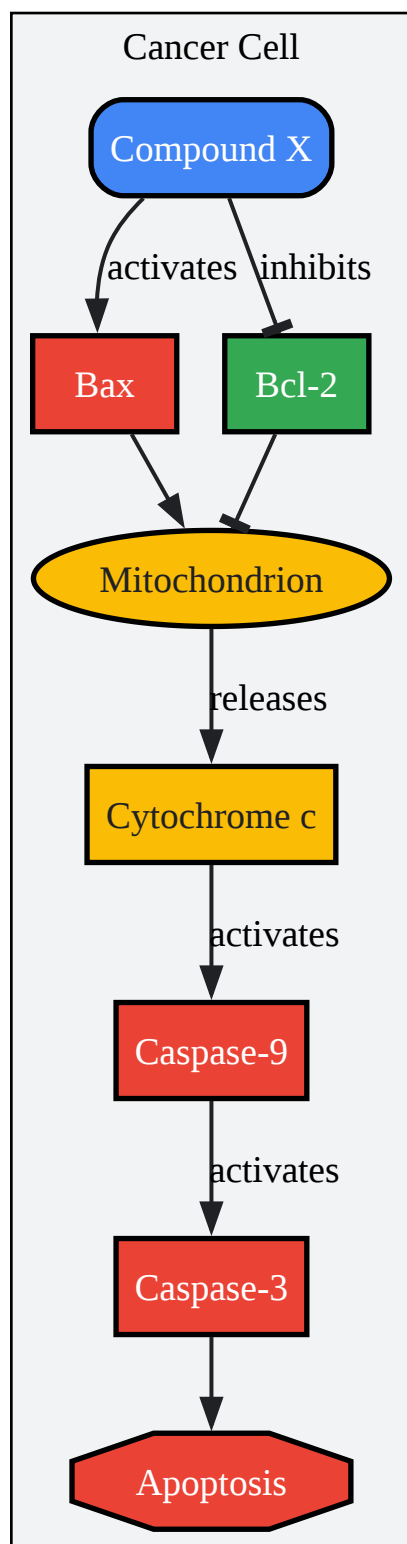 Cancer Cell
Compound X
activates
inhibits
Bax
Bcl-2
Mitochondrion
releases
Cytochrome c
activates
Caspase-9
activates
Caspase-3
Apoptosis